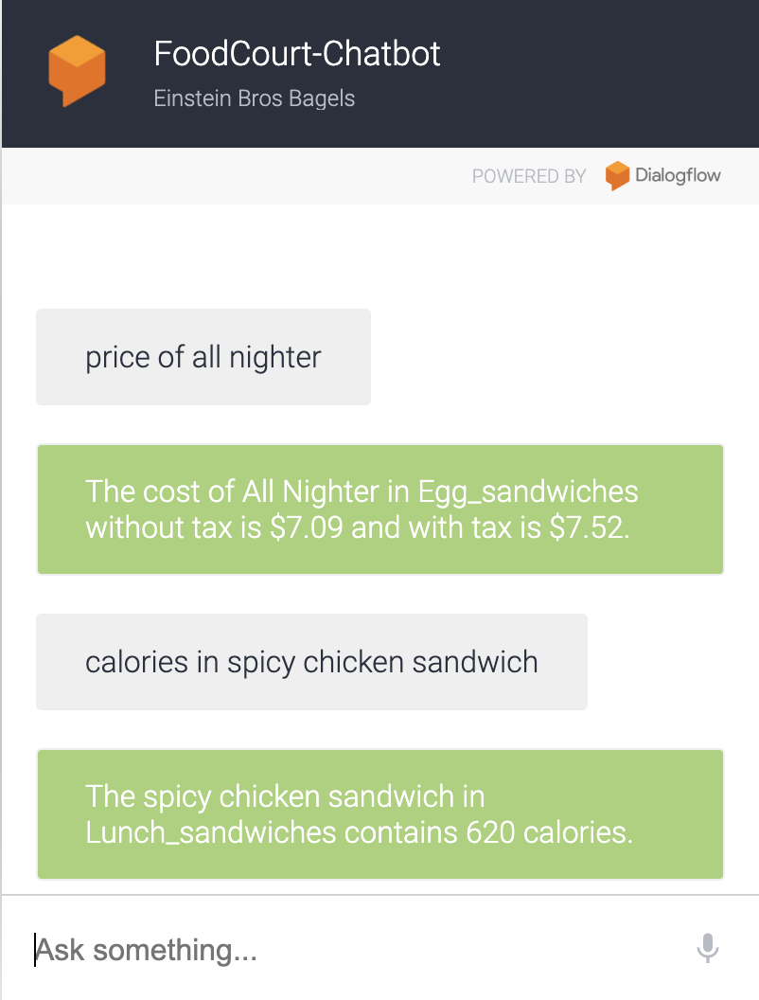 FoodCourt-Chatbot
Einstein Bros Bagels
POWERED BY Dialogflow
price of all nighter
The cost of All Nighter in Egg_sandwiches
without tax is $7.09 and with tax is $7.52.
calories in spicy chicken sandwich
The spicy chicken sandwich in
Lunch_sandwiches contains 620 calories.
Ask something...